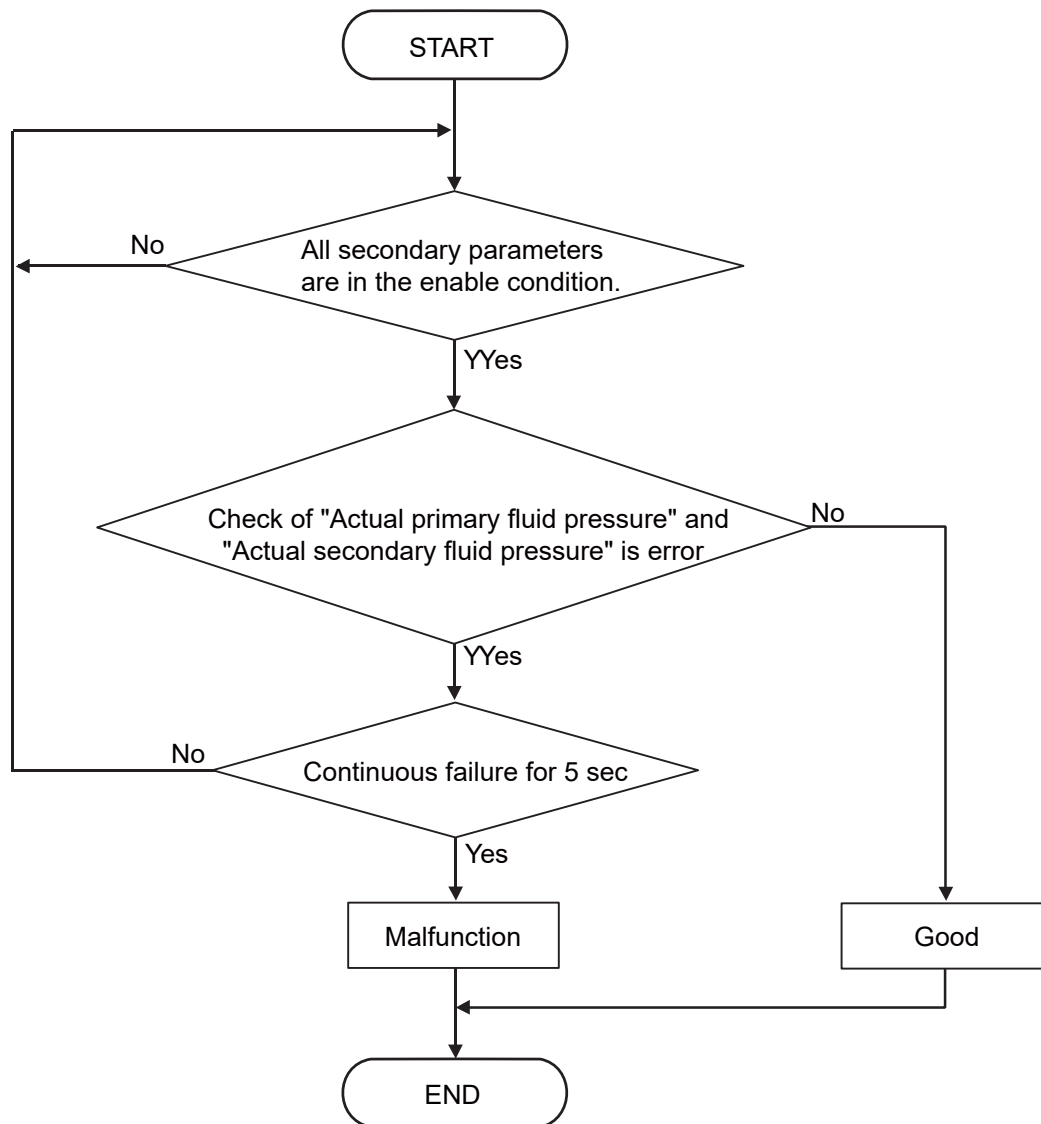 START
No
All secondary parameters
are in the enable condition.
YYes
No
Check of "Actual primary fluid pressure" and
"Actual secondary fluid pressure" is error
YYes
No
Continuous failure for 5 sec
Yes
Malfunction
Good
END